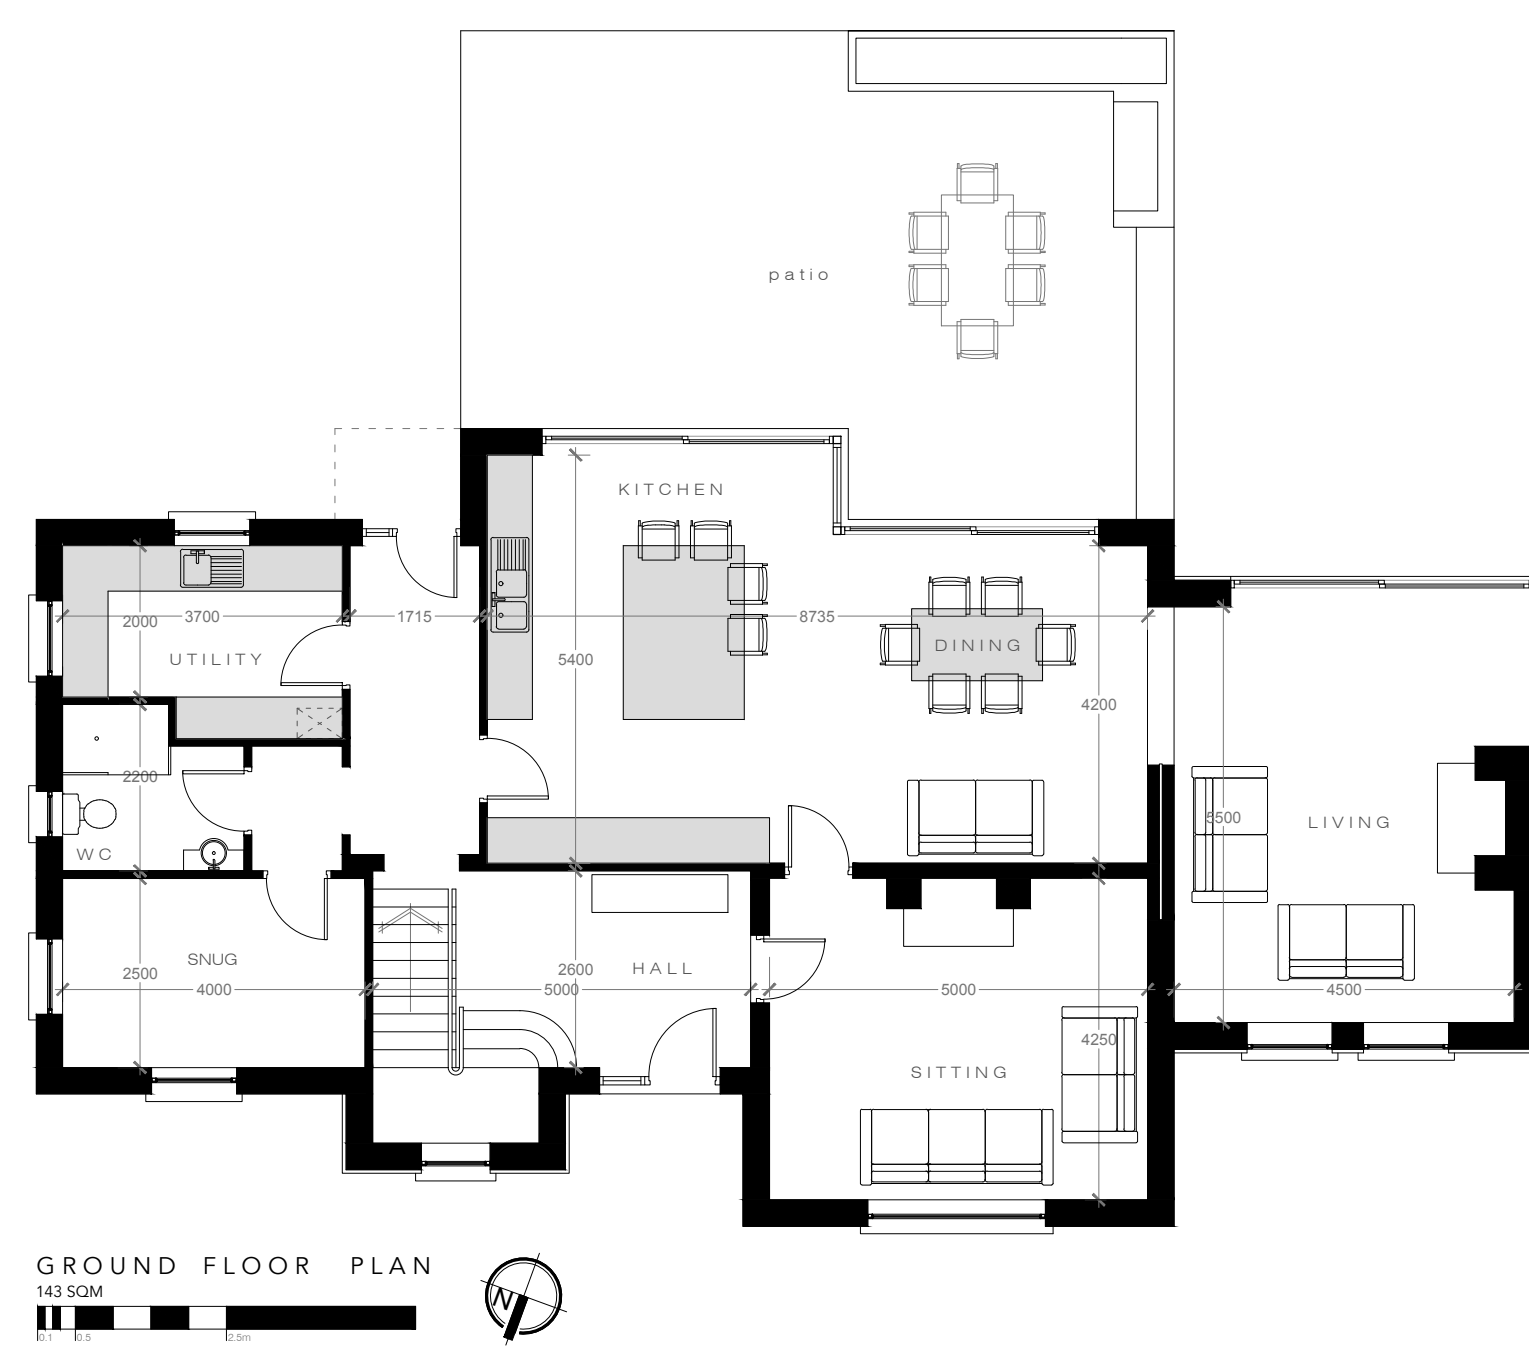 patio
KITCHEN
3700
1715
8735
2000
DINING
UTILITY
5400
4200
2200
5500
LIVING
WC
SNUG
2500
4000
2600
HALL
5000
5000
4500
4250
SITTING
GROUND FLOOR PLAN
143 SQM
N
0.1 0.5 2.5m